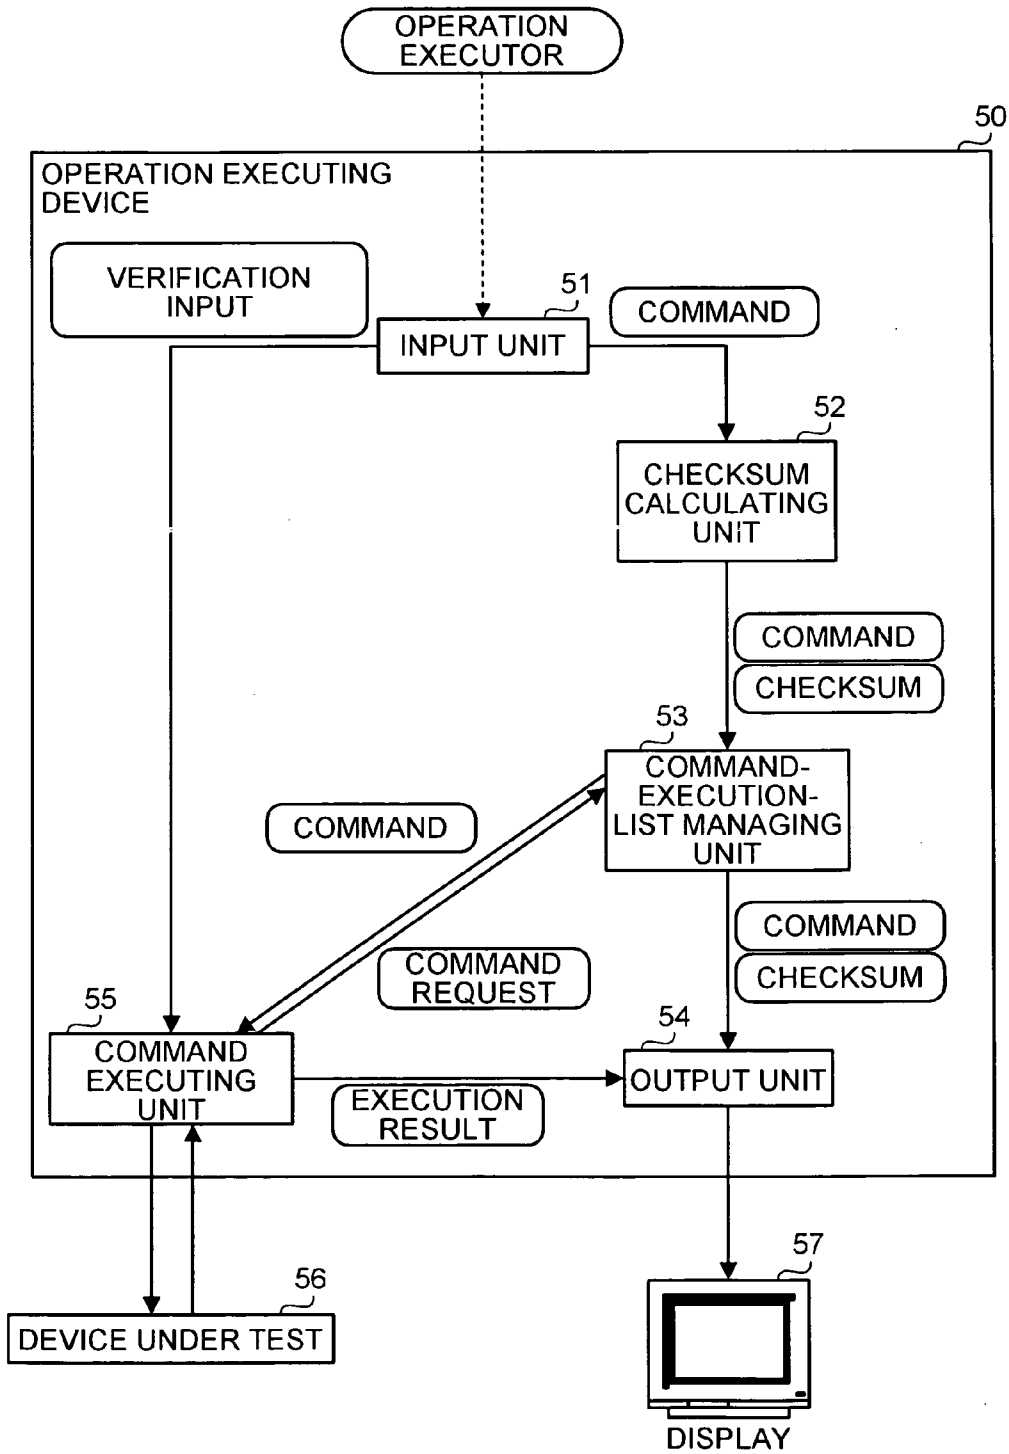 OPERATION
EXECUTOR
50
OPERATION EXECUTING
DEVICE
VERIFICATION
INPUT
51
COMMAND
INPUT UNIT
52
CHECKSUM
CALCULATING
UNIT
COMMAND
CHECKSUM
53
COMMAND-
EXECUTION-
LIST MANAGING
UNIT
COMMAND
COMMAND
CHECKSUM
COMMAND
REQUEST
55
COMMAND
EXECUTING
UNIT
54
OUTPUT UNIT
EXECUTION
RESULT
56
DEVICE UNDER TEST
57
DISPLAY